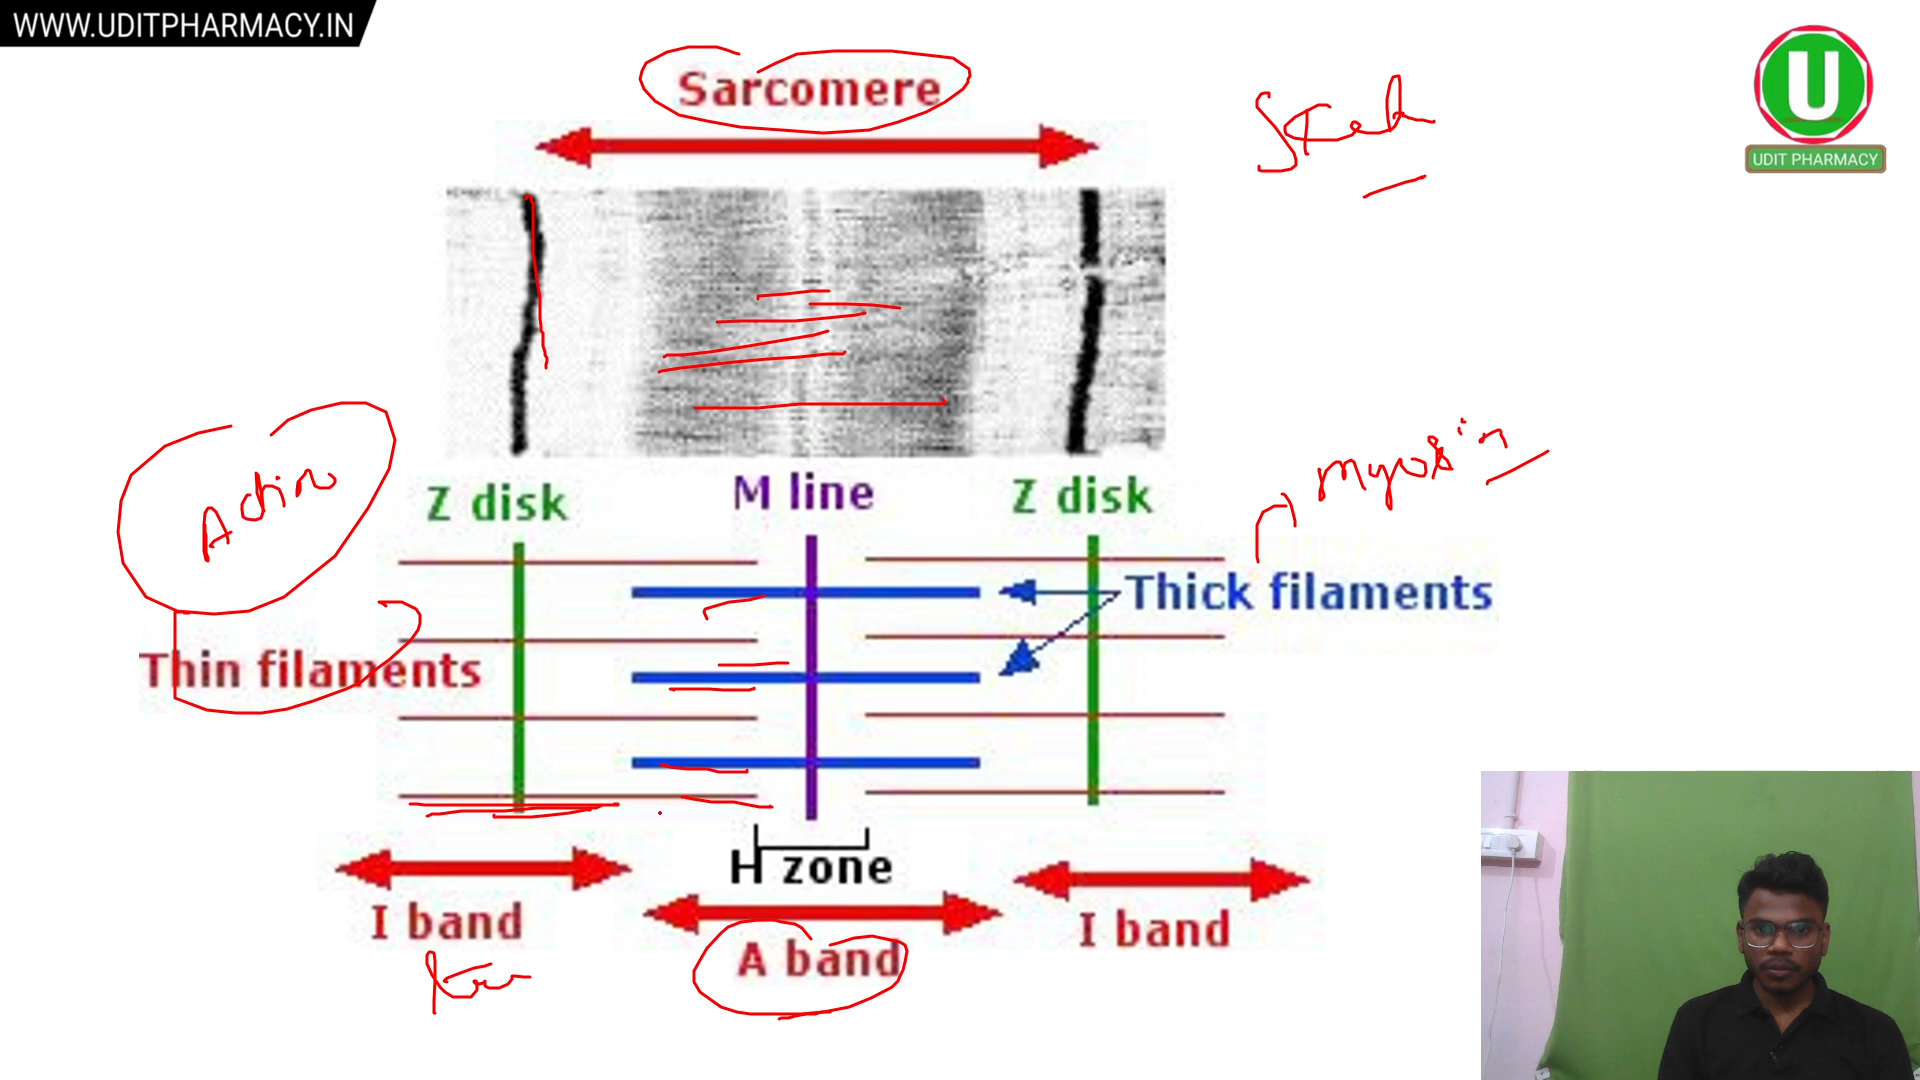 WWW.UDITPHARMACY.IN
U
UDIT PHARMACY
Sarcomere
Actin
Z disk
M line
Z disk
myosin
Thick filaments
Thin filaments
H zone
I band
A band
I band